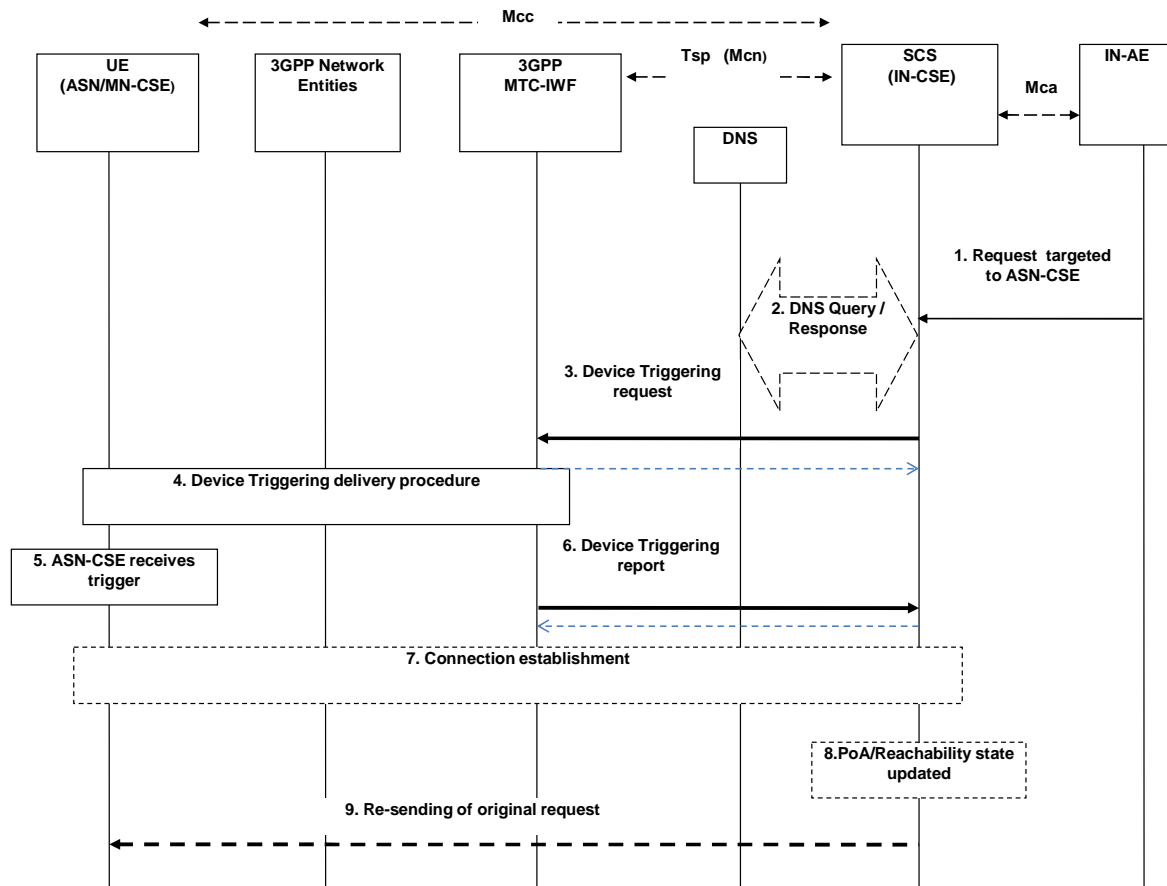 Mcc
UE
(ASN/MN-CSE)
3GPP Network
Entities
3GPP
MTC-IWF
Tsp (Mcn)
SCS
(IN-CSE)
IN-AE
Mca
DNS
1. Request targeted
to ASN-CSE
2. DNS Query /
Response
3. Device Triggering
request
4. Device Triggering delivery procedure
5. ASN-CSE receives
trigger
6. Device Triggering
report
7. Connection establishment
8.PoA/Reachability state
updated
9. Re-sending of original request